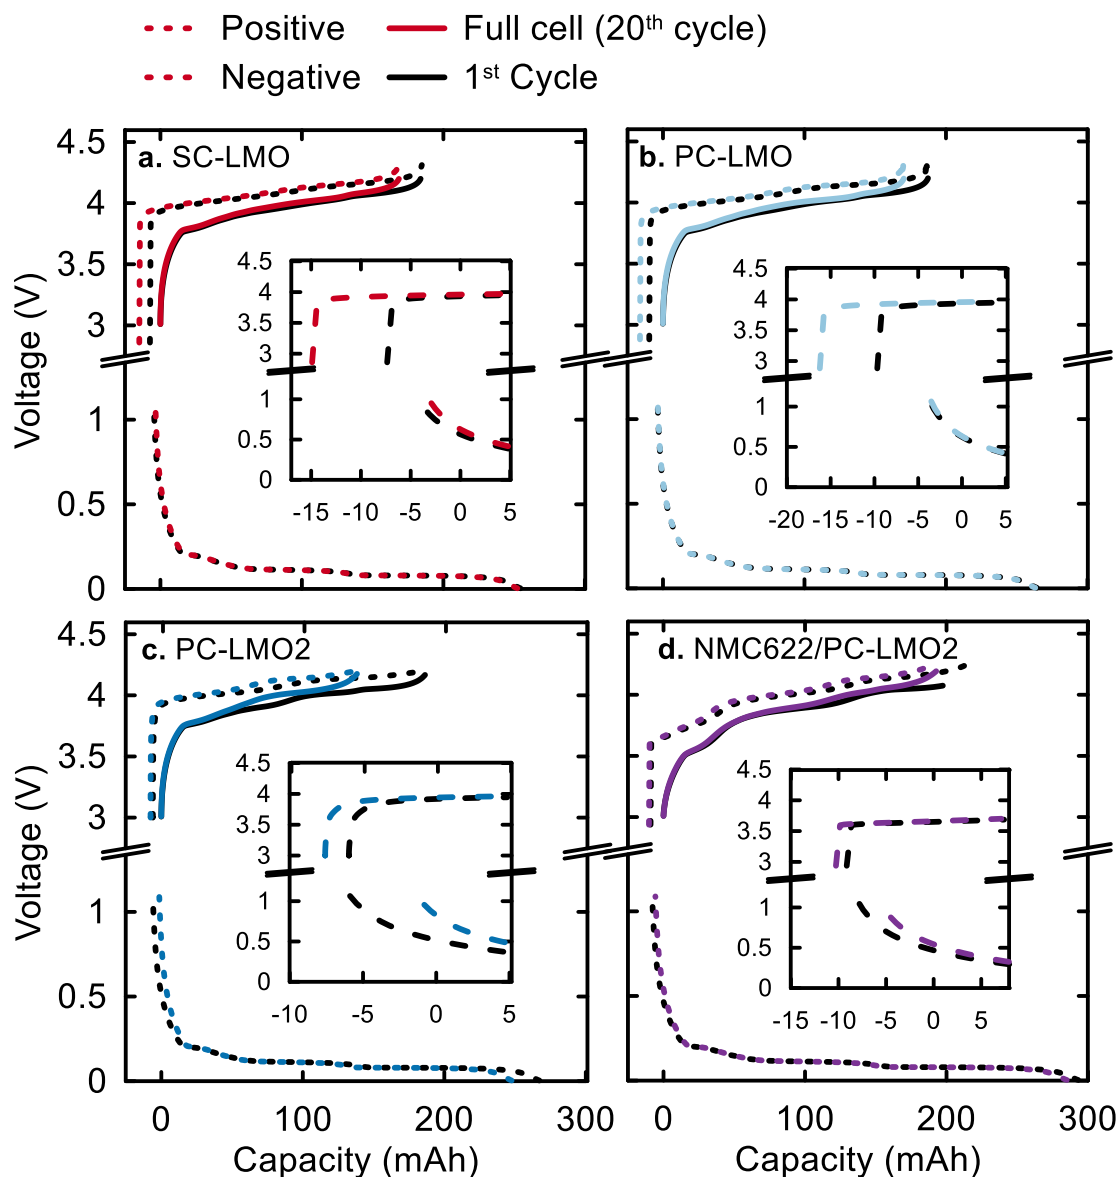 Positive
Full cell (20th cycle)
Negative
1st Cycle
a. SC-LMO
b. PC-LMO
4.5
4
3.5
3
1
0.5
0
Voltage (V)
4.5
4
3.5
3
1
0.5
0
-15 -10 -5 0 5
4.5
4
3.5
3
1
0.5
0
-20 -15 -10 -5 0 5
c. PC-LMO2
d. NMC622/PC-LMO2
4.5
4
3.5
3
1
0.5
0
Voltage (V)
4.5
4
3.5
3
1
0.5
0
-10 -5 0 5
4.5
4
3.5
3
1
0.5
0
-15 -10 -5 0 5
0 100 200 300
0 100 200 300
Capacity (mAh)
Capacity (mAh)